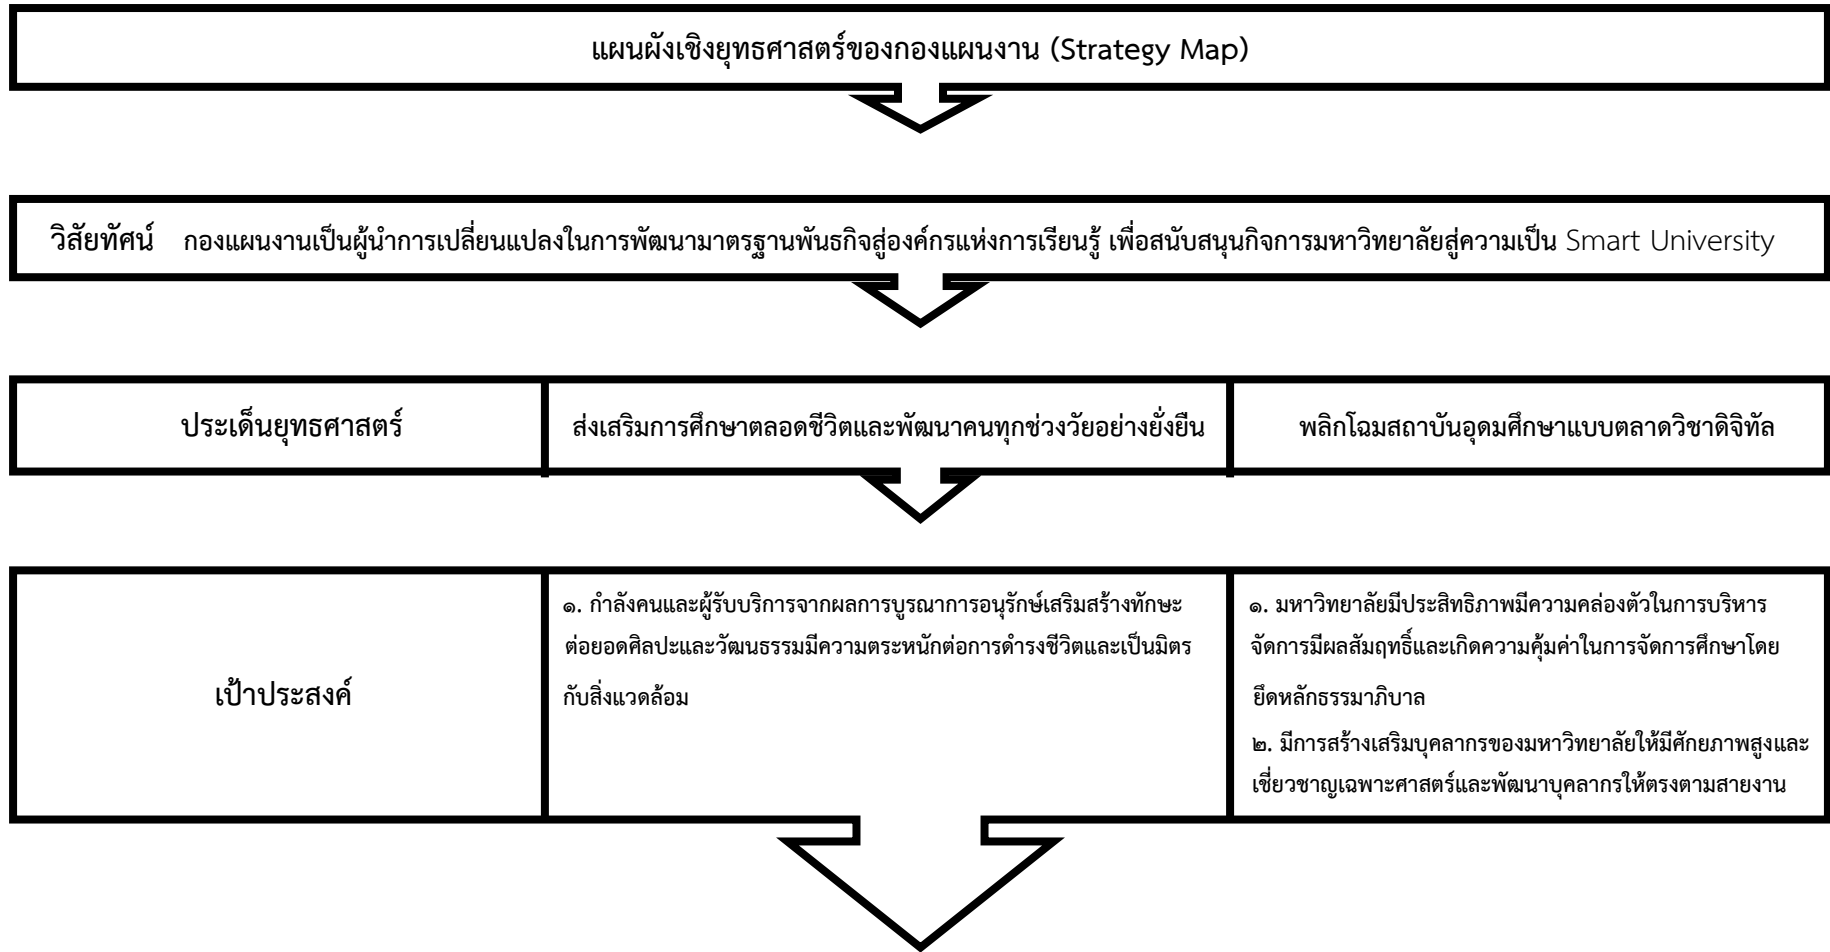 แผนผังเชิงยุทธศาสตร์ของกองแผนงาน (Strategy Map)
วิสัยทัศน์ กองแผนงานเป็นผู้นำการเปลี่ยนแปลงในการพัฒนามาตรฐานพันธกิจสู่องค์กรแห่งการเรียนรู้ เพื่อสนับสนุนกิจการมหาวิทยาลัยสู่ความเป็น Smart University
ประเด็นยุทธศาสตร์
ส่งเสริมการศึกษาตลอดชีวิตและพัฒนาคนทุกช่วงวัยอย่างยั่งยืน
พลิกโฉมสถาบันอุดมศึกษาแบบตลาดวิชาดิจิทัล
เป้าประสงค์
๑. กำลังคนและผู้รับบริการจากผลการบูรณาการอนุรักษ์เสริมสร้างทักษะ
ต่อยอดศิลปะและวัฒนธรรมมีความตระหนักต่อการดำรงชีวิตและเป็นมิตร
กับสิ่งแวดล้อม
๑. มหาวิทยาลัยมีประสิทธิภาพมีความคล่องตัวในการบริหาร
จัดการมีผลสัมฤทธิ์และเกิดความคุ้มค่าในการจัดการศึกษาโดย
ยึดหลักธรรมาภิบาล
๒. มีการสร้างเสริมบุคลากรของมหาวิทยาลัยให้มีศักยภาพสูงและ
เชี่ยวชาญเฉพาะศาสตร์และพัฒนาบุคลากรให้ตรงตามสายงาน